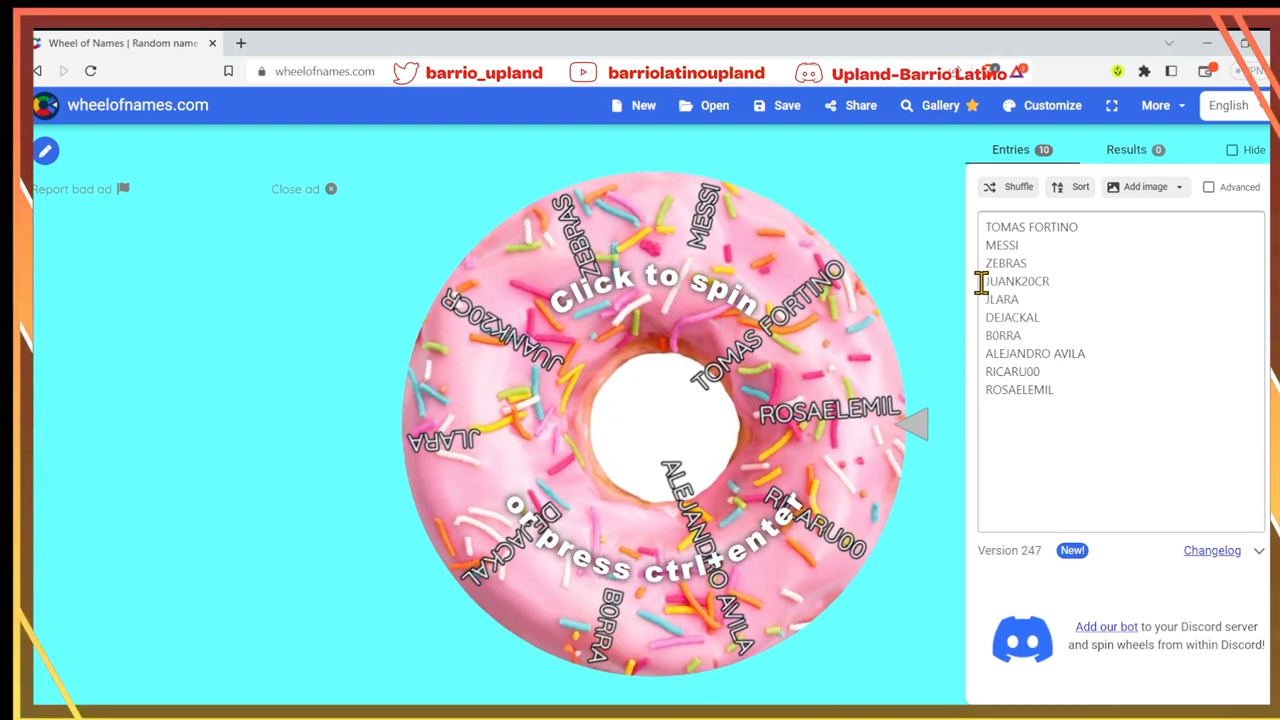 Wheel of Names | Random name
wheelofnames.com
barrio_upland
barriolatinoupland
Upland-Barrio Latino
wheelofnames.com
New
Open
Save
Share
Gallery
Customize
More
English
Report bad ad
Close ad
Entries 10
Results 0
Hide
Shuffle
Sort
Add image
Advanced
TOMAS FORTINO
MESSI
ZEBRAS
JUANK20CR
JLARA
DEJACKAL
B0RRA
ALEJANDRO AVILA
RICARU00
ROSAELEMIL
ZEBRAS
MESSI
Click to spin
TOMAS FORTINO
JUANK20CR
ROSAELEMIL
JLARA
ALEJANDRO AVILA
RICARU00
DEJACKAL
or press ctrl+enter
B0RRA
Version 247
New!
Changelog
Add our bot to your Discord server
and spin wheels from within Discord!